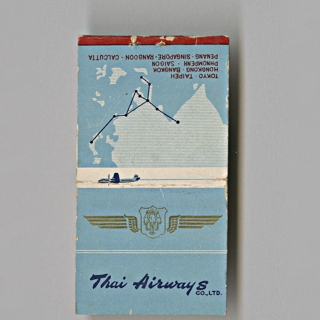 TOKYO - TAIPEH
HONGKONG - BANGKOK
PHNOMPENH - SAIGON
PENANG - SINGAPORE - RANGOON - CALCUTTA
Thai Airways
CO., LTD.